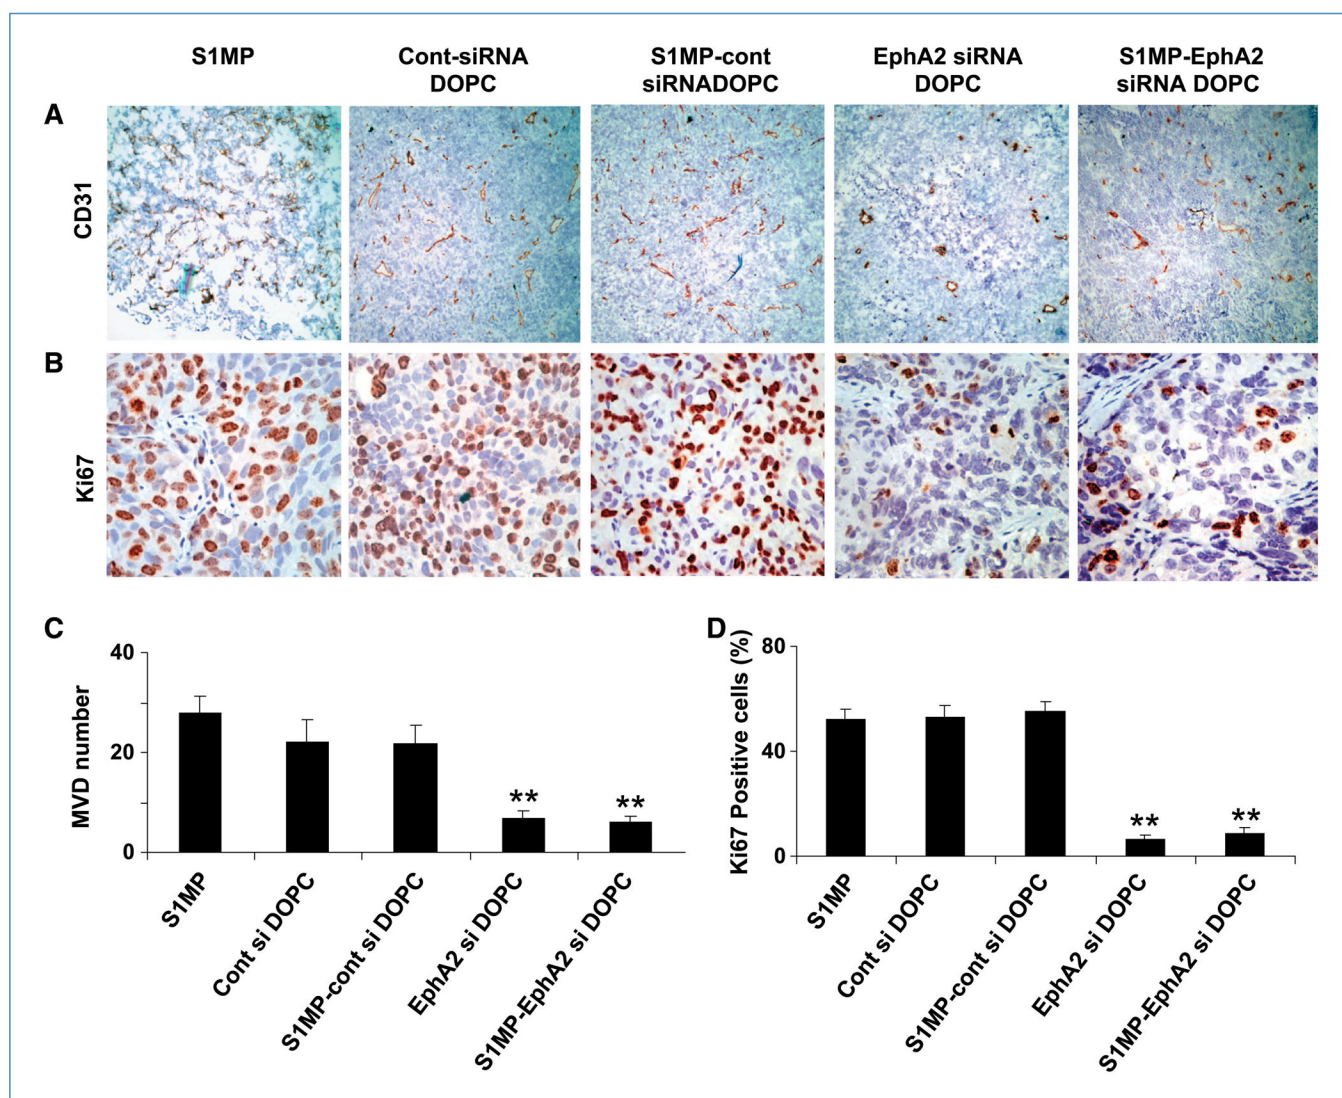 S1MP
Cont-siRNA
DOPC
S1MP-cont
siRNADOPC
EphA2 siRNA
DOPC
S1MP-EphA2
siRNA DOPC
A
CD31
B
Ki67
C
MVD number
40
20
0
**
**
S1MP
Cont si DOPC
S1MP-cont si DOPC
EphA2 si DOPC
S1MP-EphA2 si DOPC
D
Ki67 Positive cells (%)
80
40
0
**
**
S1MP
Cont si DOPC
S1MP-cont si DOPC
EphA2 si DOPC
S1MP-EphA2 si DOPC